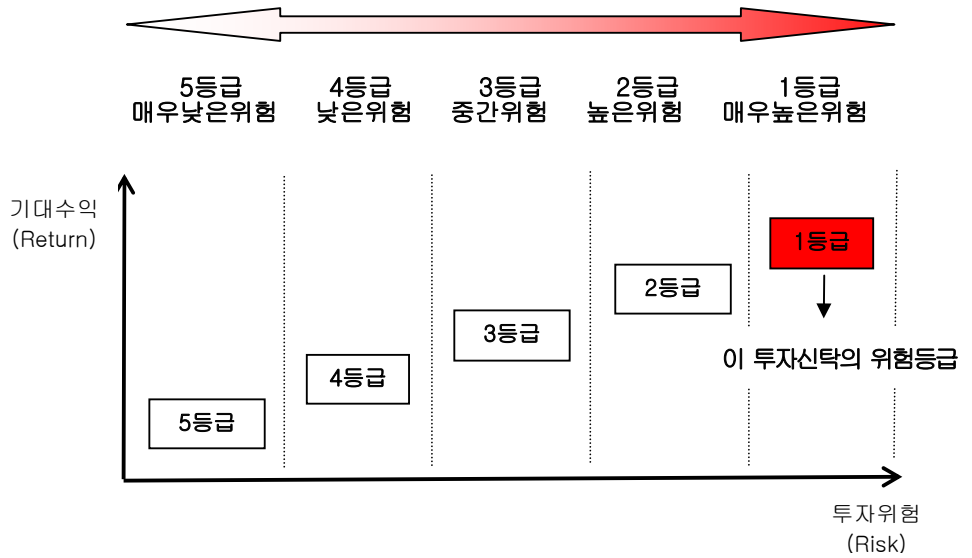 5등급 4등급 3등급 2등급 1등급
매우낮은위험 낮은위험 중간위험 높은위험 매우높은위험
기대수익
(Return)
1등급
2등급
3등급
이 투자신탁의 위험등급
4등급
5등급
투자위험
(Risk)